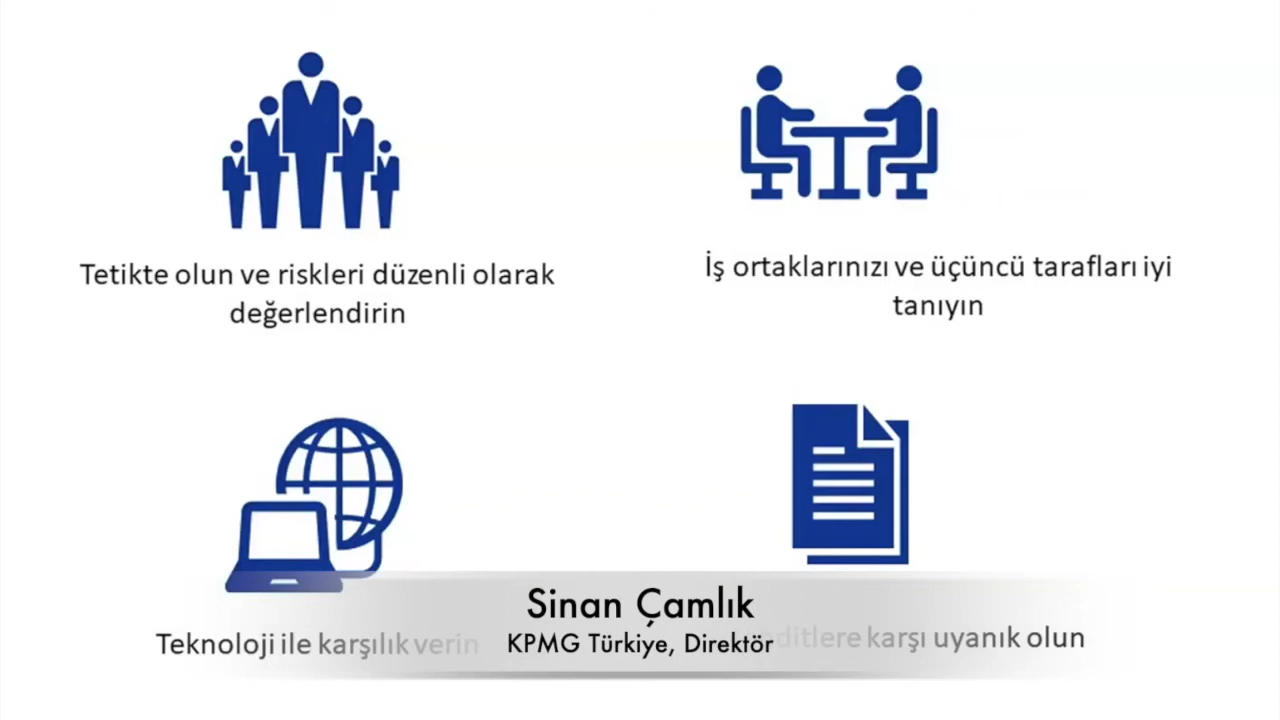 Tetikte olun ve riskleri düzenli olarak
değerlendirin
İş ortaklarınızı ve üçüncü tarafları iyi
tanıyın
Teknoloji ile karşılık verin
karşı uyanık olun
Sinan Çamlık
KPMG Türkiye, Direktör